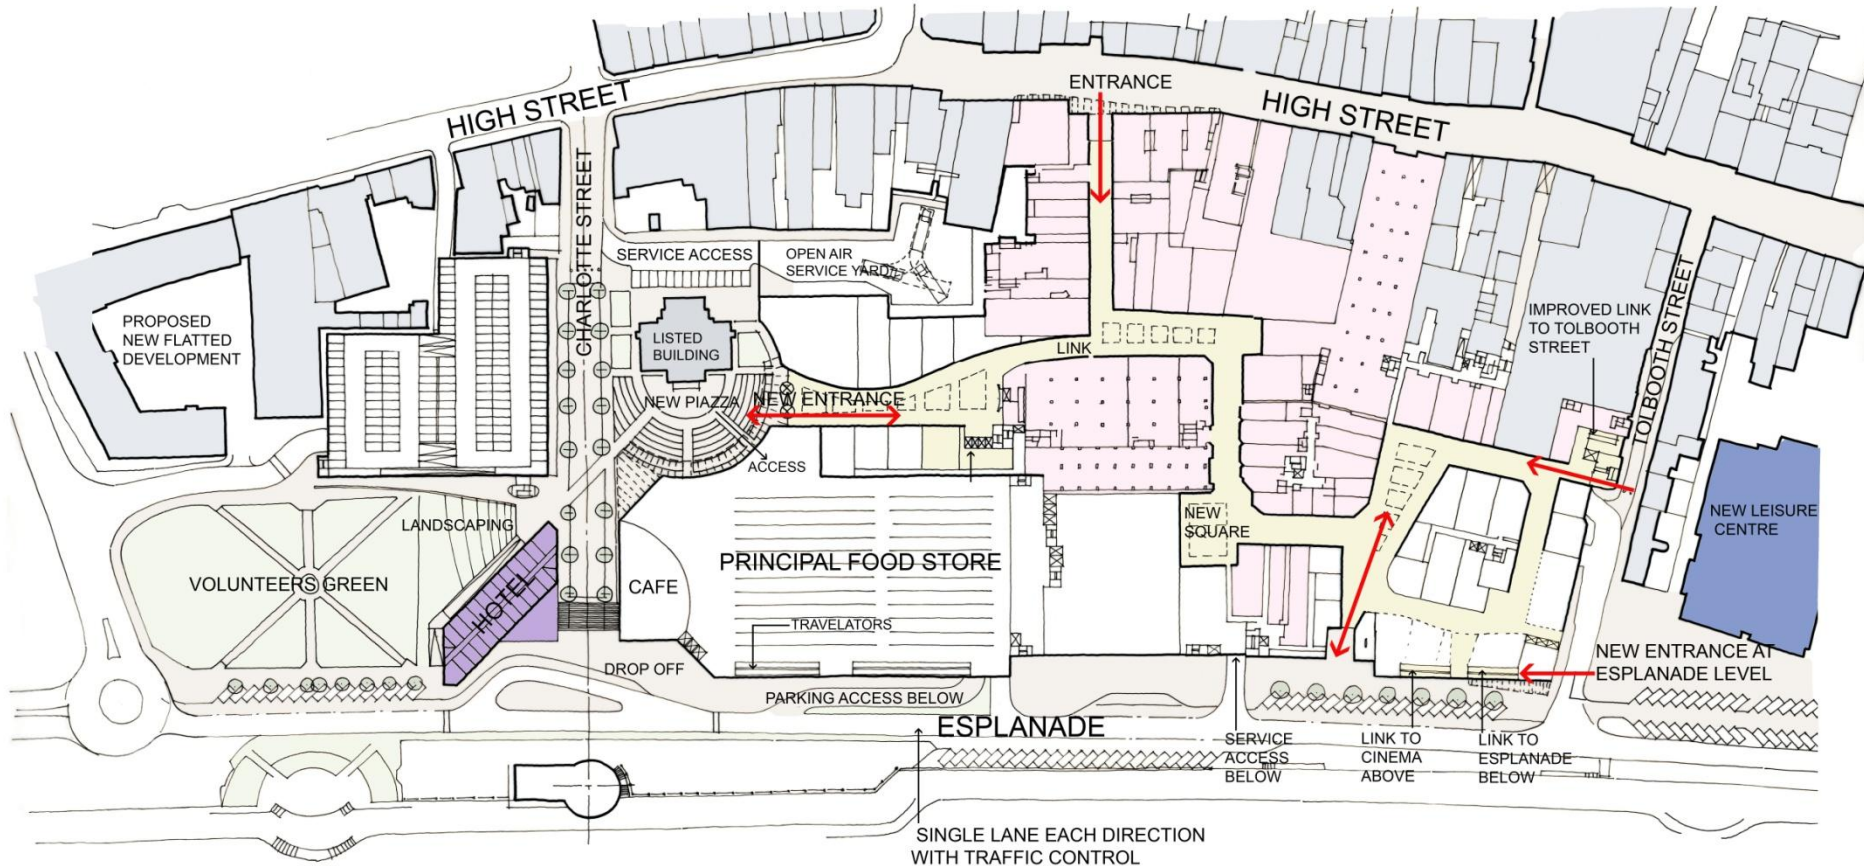 ENTRANCE
HIGH STREET
HIGH STREET
CHARLOTTE STREET
SERVICE ACCESS
OPEN AIR
SERVICE YARD
TOLBOOTH STREET
PROPOSED
NEW FLATTED
DEVELOPMENT
LISTED
BUILDING
LINK
IMPROVED LINK
TO TOLBOOTH
STREET
NEW PIAZZA
NEW ENTRANCE
ACCESS
LANDSCAPING
NEW
SQUARE
NEW LEISURE
CENTRE
VOLUNTEERS GREEN
HOTEL
CAFE
PRINCIPAL FOOD STORE
TRAVELATORS
DROP OFF
PARKING ACCESS BELOW
NEW ENTRANCE AT
ESPLANADE LEVEL
ESPLANADE
SERVICE
ACCESS
BELOW
LINK TO
CINEMA
ABOVE
LINK TO
ESPLANADE
BELOW
SINGLE LANE EACH DIRECTION
WITH TRAFFIC CONTROL